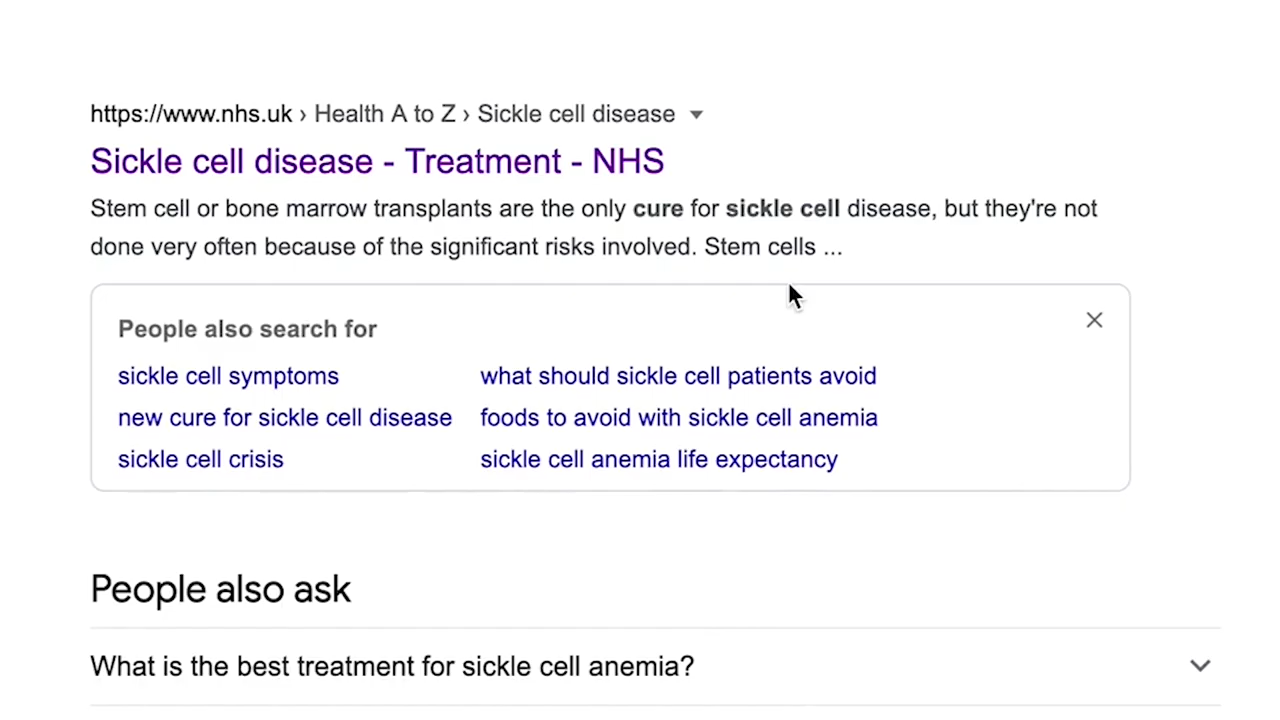 https://www.nhs.uk › Health A to Z › Sickle cell disease
Sickle cell disease - Treatment - NHS
Stem cell or bone marrow transplants are the only cure for sickle cell disease, but they're not
done very often because of the significant risks involved. Stem cells ...
People also search for
sickle cell symptoms what should sickle cell patients avoid
new cure for sickle cell disease foods to avoid with sickle cell anemia
sickle cell crisis sickle cell anemia life expectancy
People also ask
What is the best treatment for sickle cell anemia?